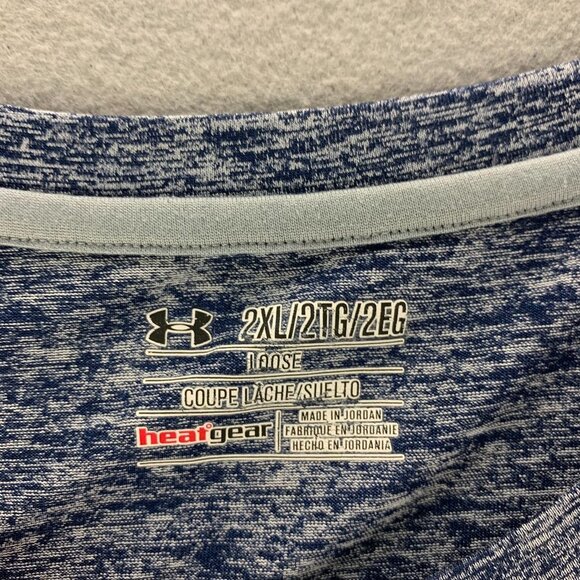 2XL/2TG/2EG
LOOSE
COUPE LÂCHE/SUELTO
heatgear
MADE IN JORDAN
FABRIQUÉ EN JORDANIE
HECHO EN JORDANIA